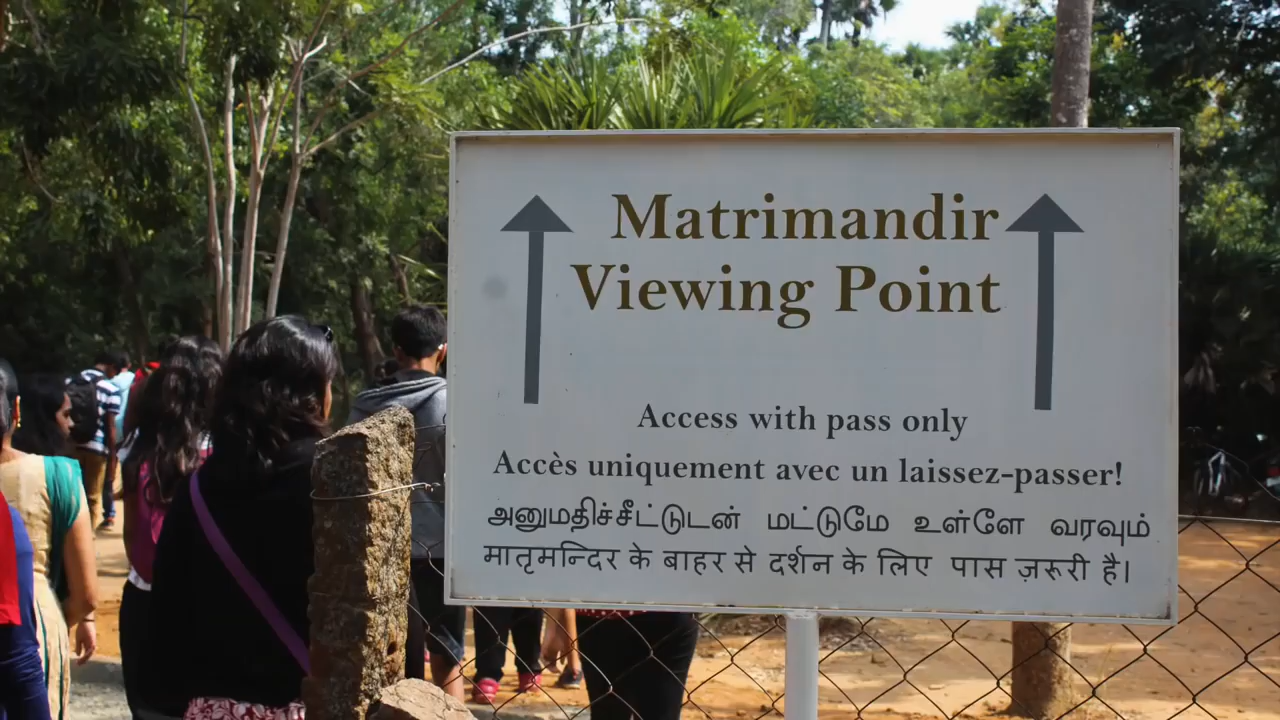 Matrimandir
Viewing Point
Access with pass only
Accès uniquement avec un laissez-passer!
அனுமதிச்சீட்டுடன் மட்டுமே உள்ளே வரவும்
मातृमन्दिर के बाहर से दर्शन के लिए पास ज़रूरी है।